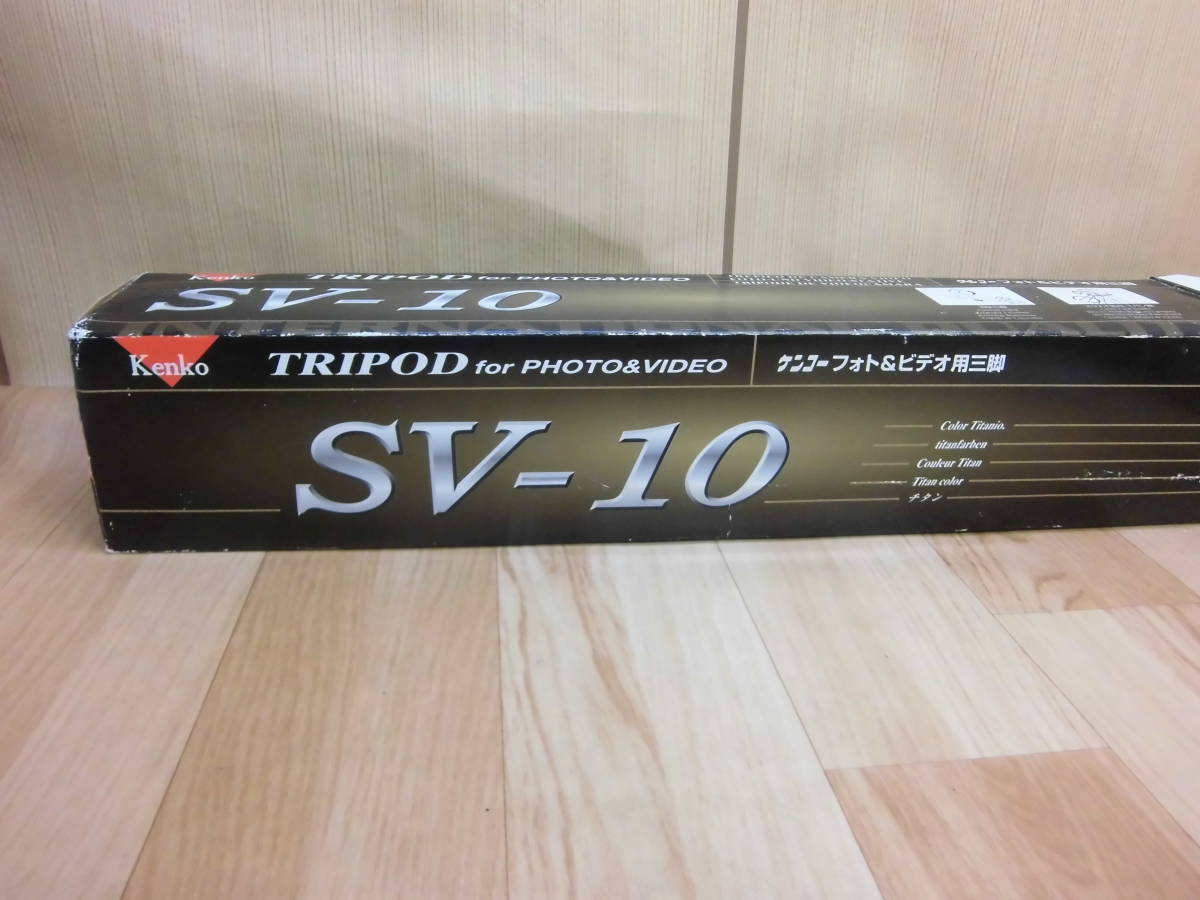 Kenko
TRIPOD for PHOTO&VIDEO
SV-10
Kenko
TRIPOD for PHOTO&VIDEO
ケンコーフォト&ビデオ用三脚
SV-10
Color Titanio.
titanfarben
Couleur Titan
Titan color
チタン